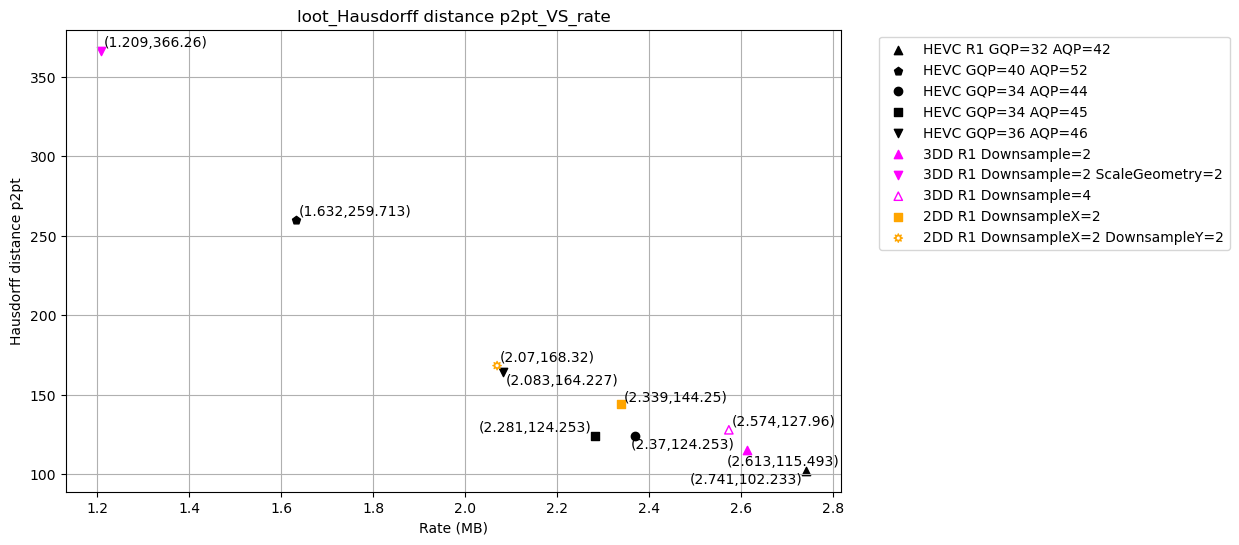 loot_Hausdorff distance p2pt_VS_rate
Hausdorff distance p2pt
350
300
250
200
150
100
(1.209,366.26)
(1.632,259.713)
(2.07,168.32)
(2.083,164.227)
(2.339,144.25)
(2.281,124.253)
(2.37,124.253)
(2.574,127.96)
(2.613,115.493)
(2.741,102.233)
1.2
1.4
1.6
1.8
2.0
2.2
2.4
2.6
2.8
Rate (MB)
HEVC R1 GQP=32 AQP=42
HEVC GQP=40 AQP=52
HEVC GQP=34 AQP=44
HEVC GQP=34 AQP=45
HEVC GQP=36 AQP=46
3DD R1 Downsample=2
3DD R1 Downsample=2 ScaleGeometry=2
3DD R1 Downsample=4
2DD R1 DownsampleX=2
2DD R1 DownsampleX=2 DownsampleY=2